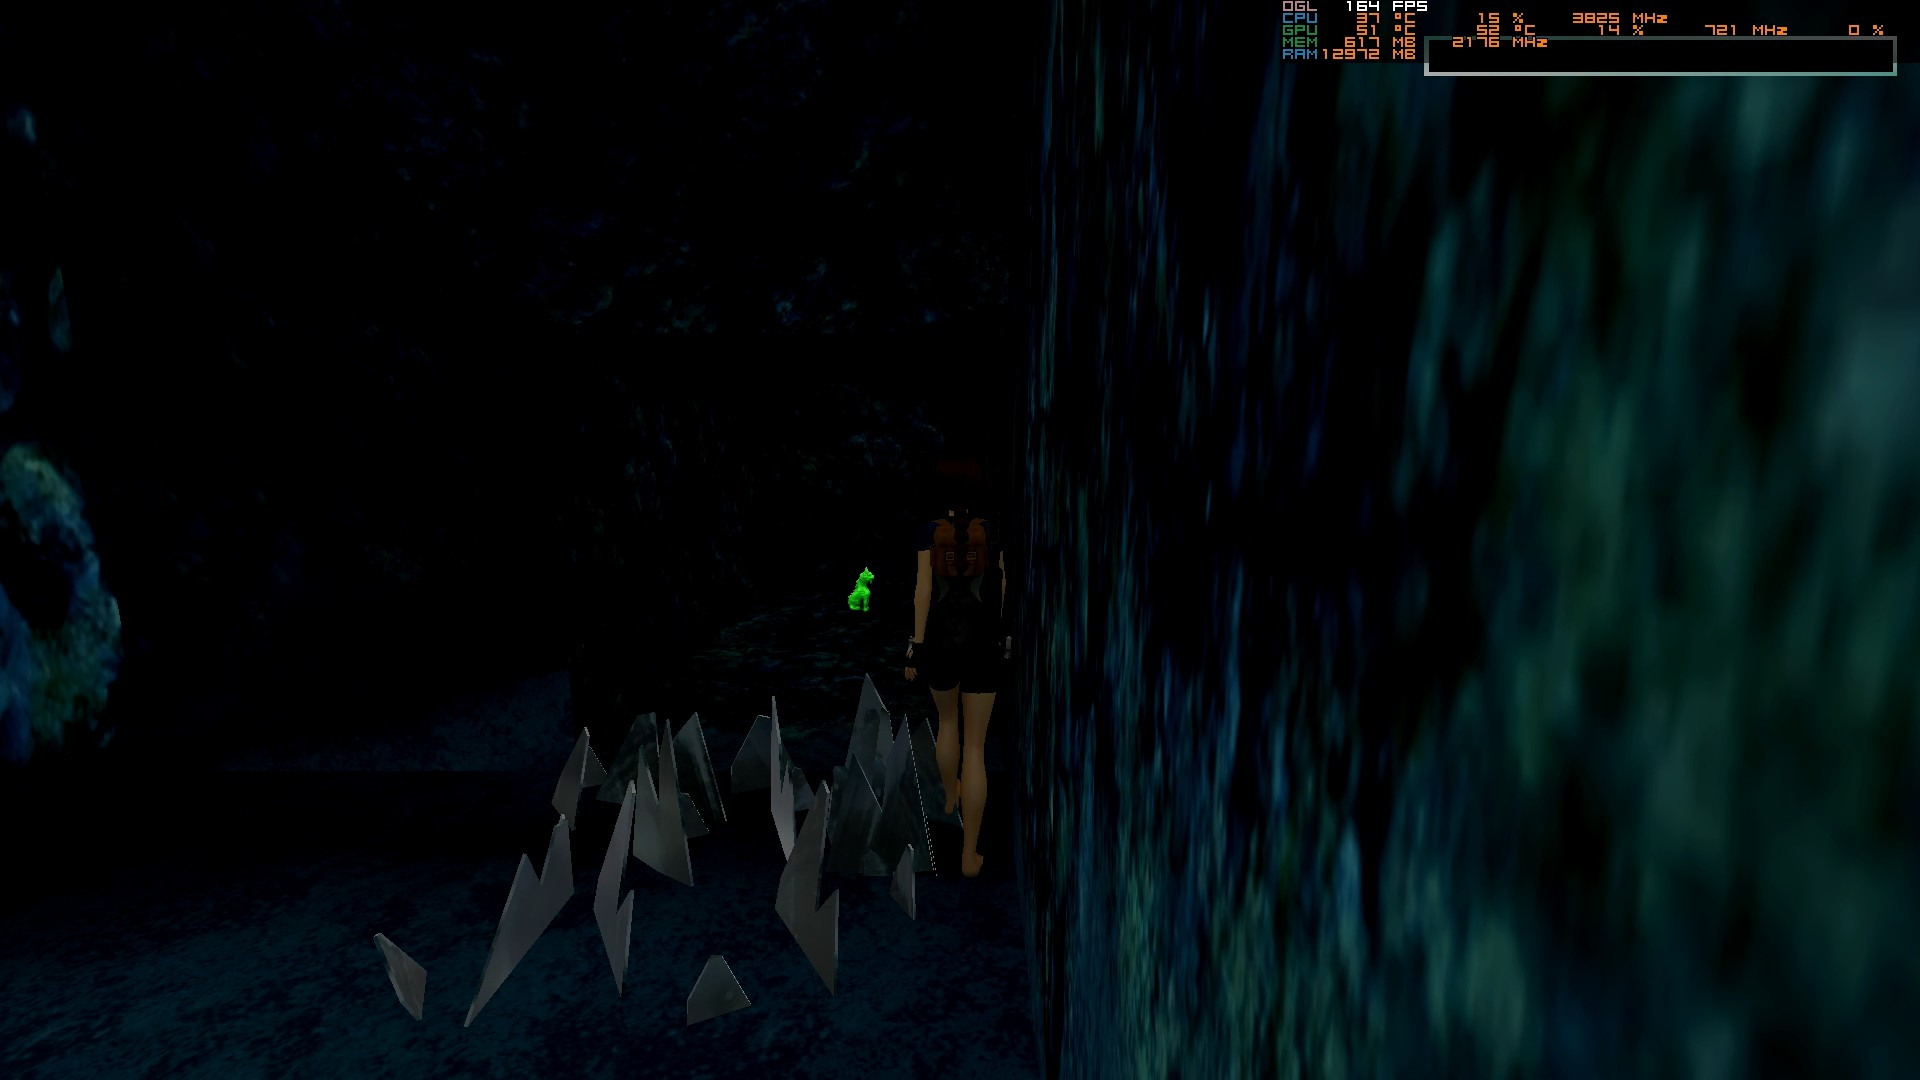 OGL 164 FPS
CPU 37 °C 15 % 3825 MHz
GPU 51 °C 52 °C 14 % 721 MHz 0 %
MEM 617 MB 2176 MHz
RAM 12972 MB